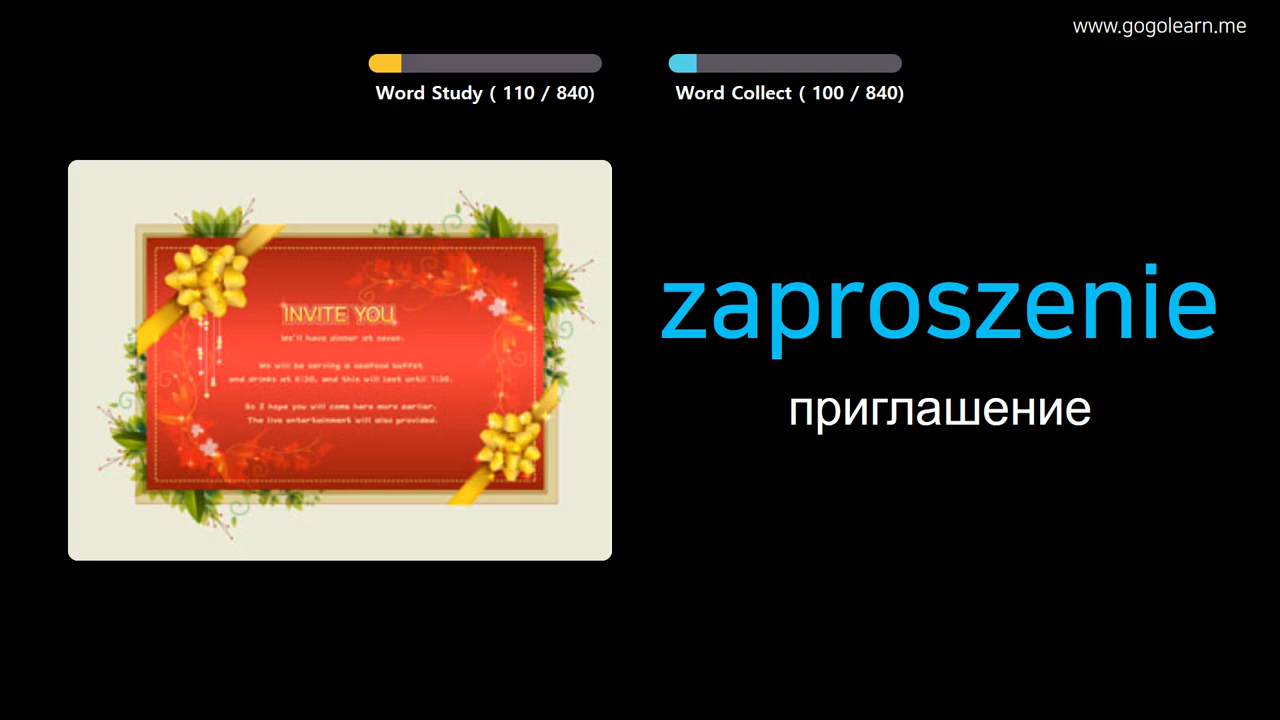 www.gogolearn.me
Word Study ( 110 / 840)
Word Collect ( 100 / 840)
INVITE YOU
We'll have dinner at seven.
We will be serving a seafood buffet
and drinks at 6:30, and this will last until 1:30.
So I hope you will come here more earlier.
The live entertainment will also provided.
zaproszenie
приглашение